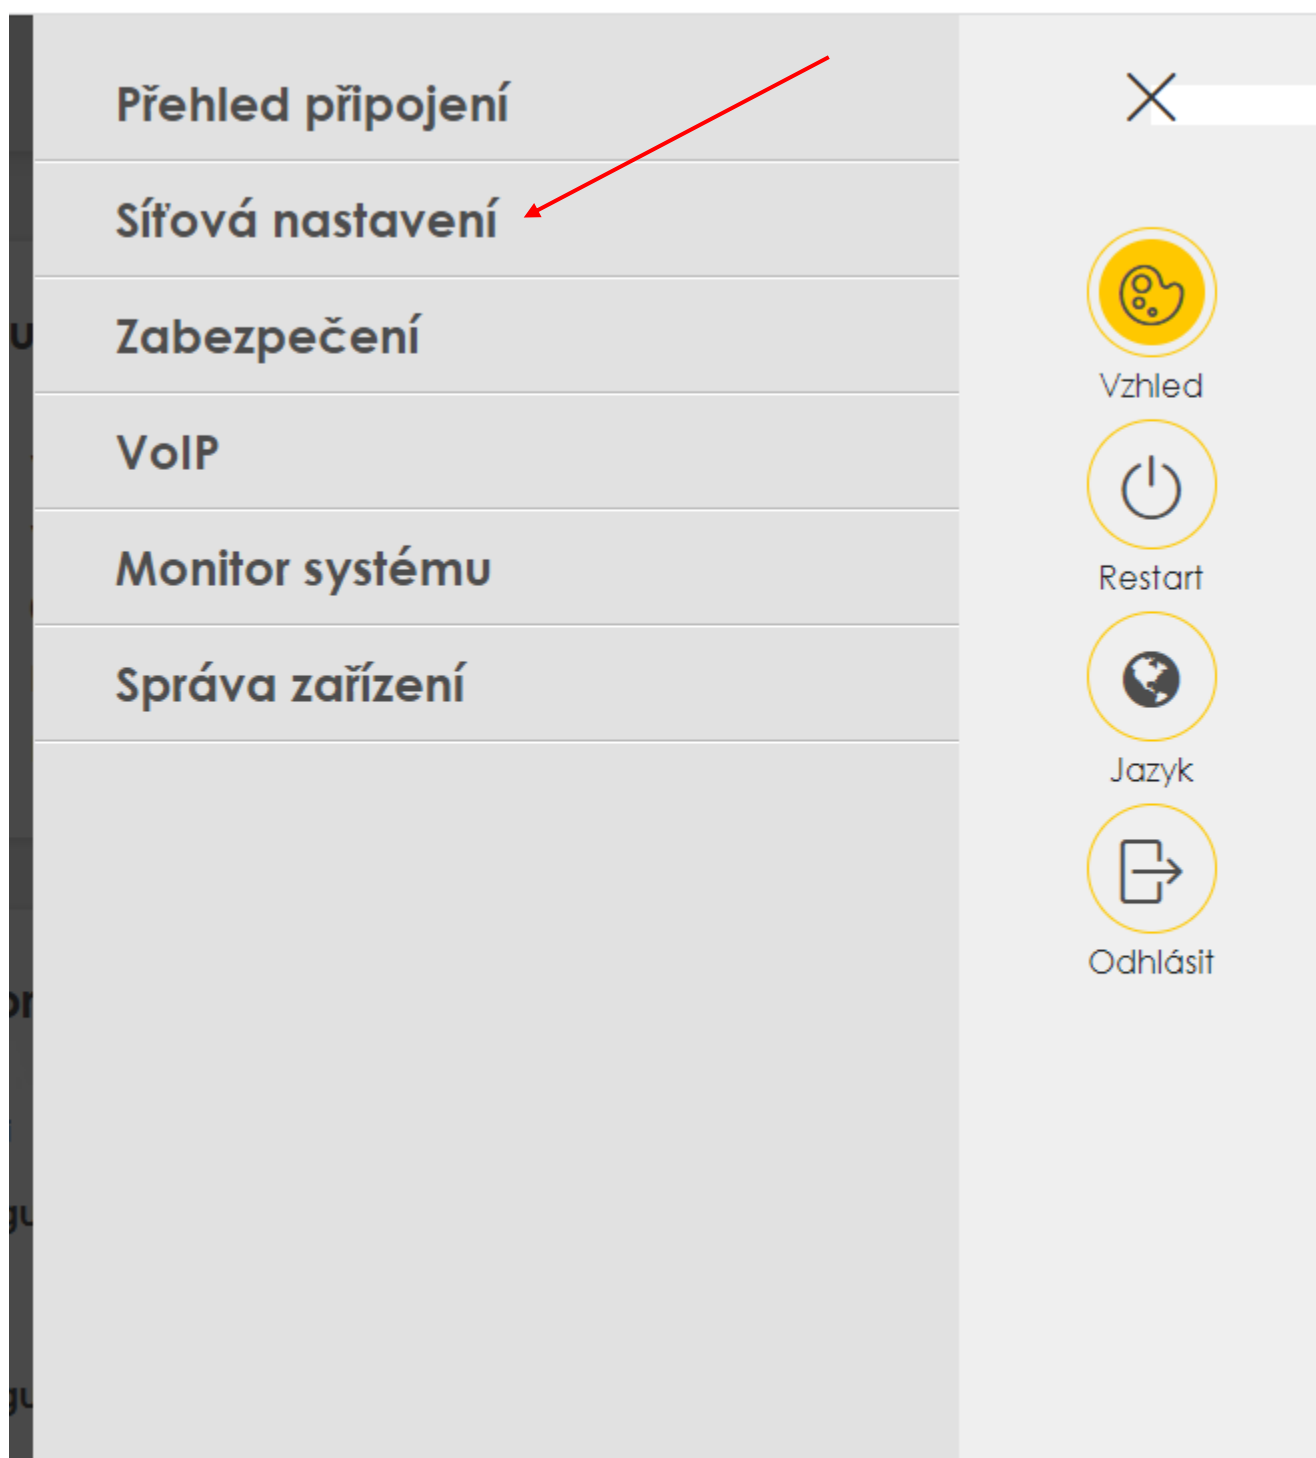 Přehled připojení
Síťová nastavení
Zabezpečení
VoIP
Monitor systému
Správa zařízení
Vzhled
Restart
Jazyk
Odhlásit